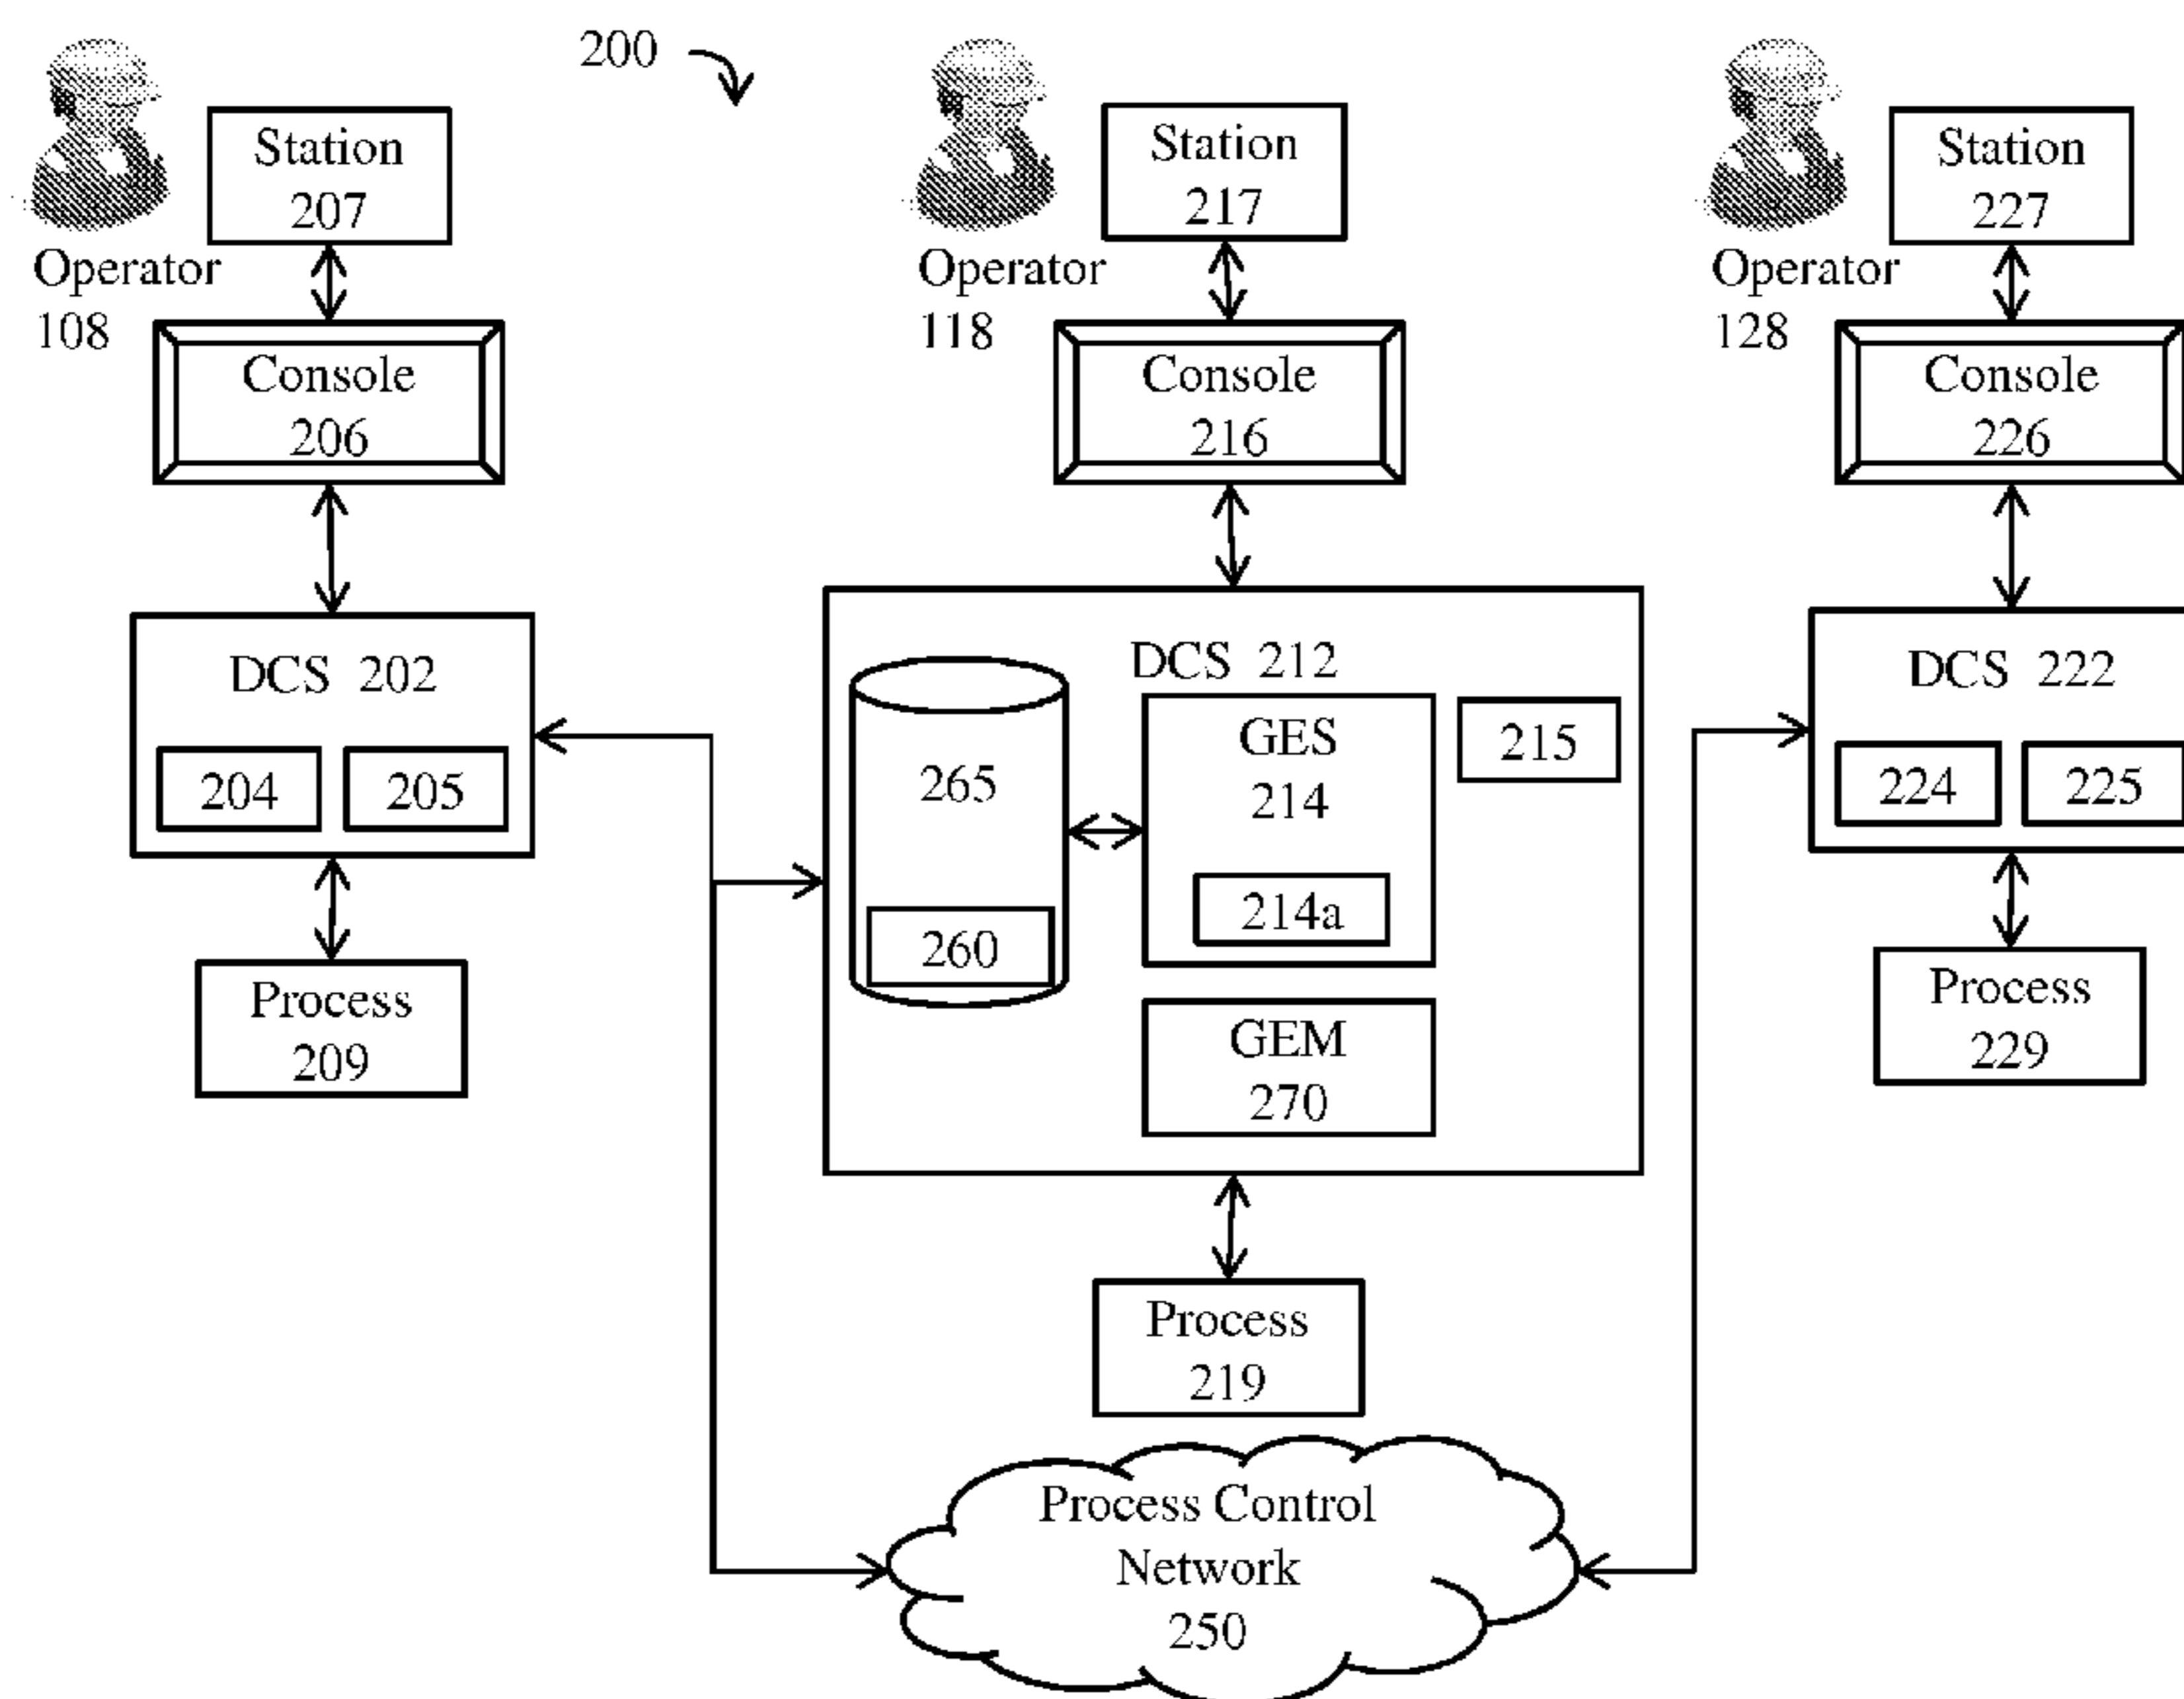 200
Station
207
Operator
108
Console
206
DCS 202
204
205
Process
209
Station
217
Operator
118
Console
216
DCS 212
265
260
GES
214
214a
215
GEM
270
Process
219
Station
227
Operator
128
Console
226
DCS 222
224
225
Process
229
Process Control
Network
250